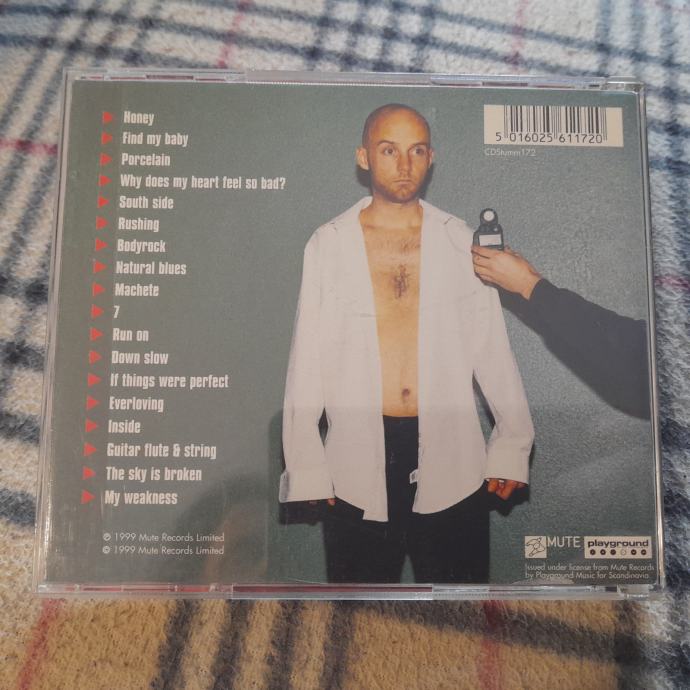 Honey
Find my baby
Porcelain
Why does my heart feel so bad?
South side
Rushing
Bodyrock
Natural blues
Machete
7
Run on
Down slow
If things were perfect
Everloving
Inside
Guitar flute & string
The sky is broken
My weakness
℗ 1999 Mute Records Limited
© 1999 Mute Records Limited
5 016025 611720
CDStumm172
MUTE
playground
Issued under license from Mute Records
by Playground Music for Scandinavia.